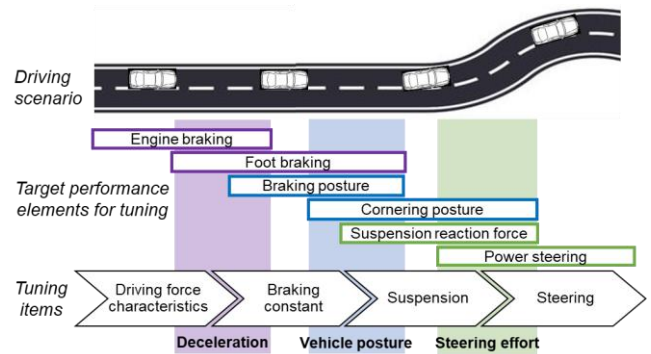 Driving
scenario
Engine braking
Foot braking
Braking posture
Target performance
elements for tuning
Cornering posture
Suspension reaction force
Power steering
Tuning
items
Driving force
characteristics
Braking
constant
Suspension
Steering
Deceleration
Vehicle posture
Steering effort